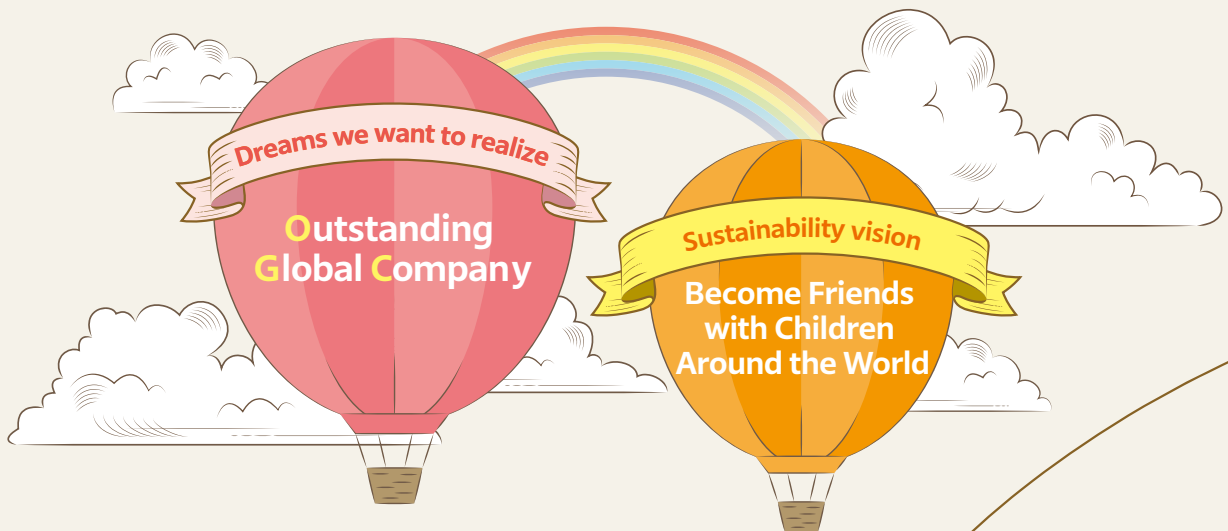 Dreams we want to realize
Outstanding
Global Company
Sustainability vision
Become Friends
with Children
Around the World